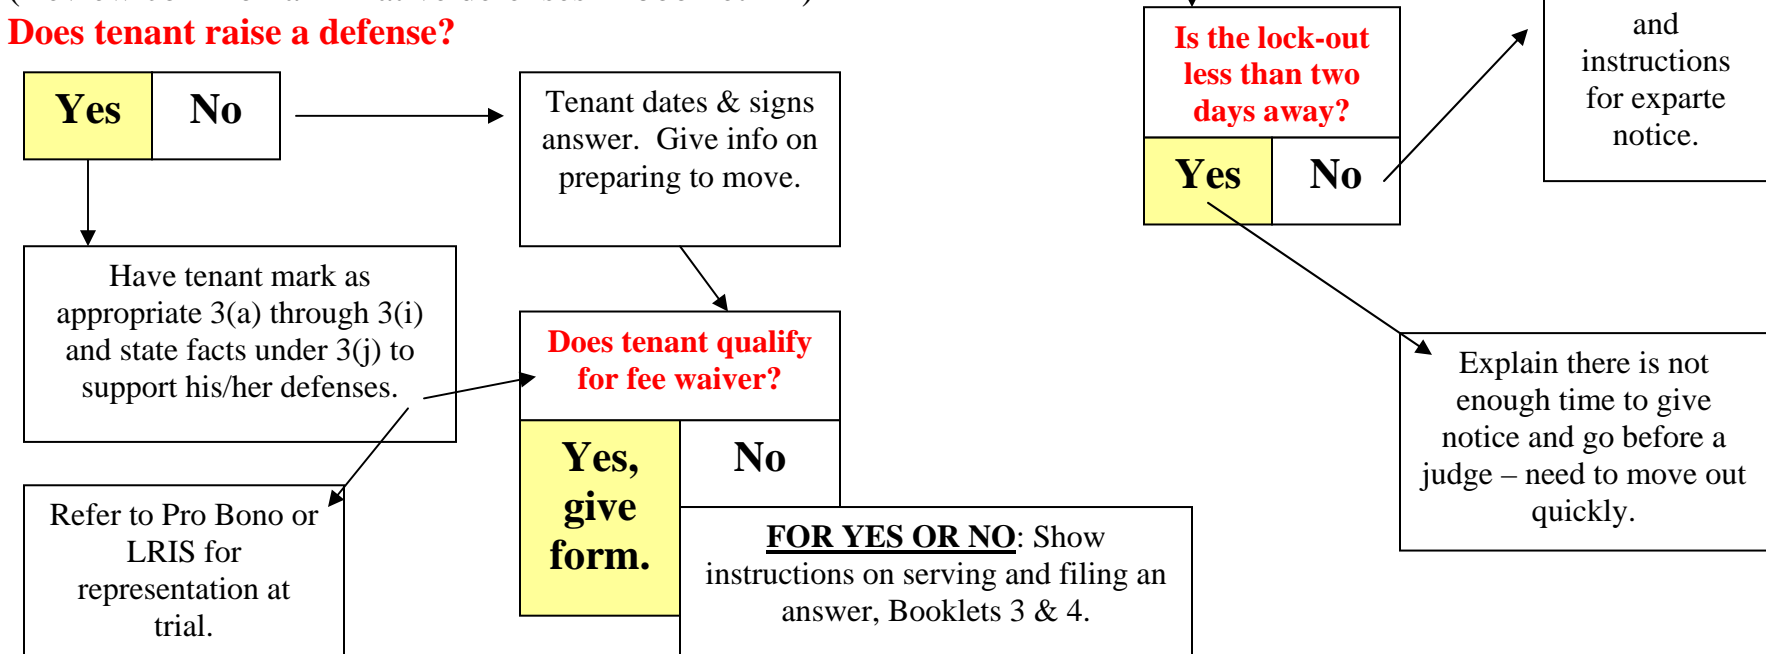 Does tenant raise a defense?
Yes
No
Tenant dates & signs
answer.  Give info on
preparing to move.
Have tenant mark as
appropriate 3(a) through 3(i)
and state facts under 3(j) to
support his/her defenses.
Does tenant qualify
for fee waiver?
Yes,
give
form.
No
Refer to Pro Bono or
LRIS for
representation at
trial.
FOR YES OR NO: Show
instructions on serving and filing an
answer, Booklets 3 & 4.
Is the lock-out
less than two
days away?
Yes
No
and
instructions
for exparte
notice.
Explain there is not
enough time to give
notice and go before a
judge – need to move out
quickly.